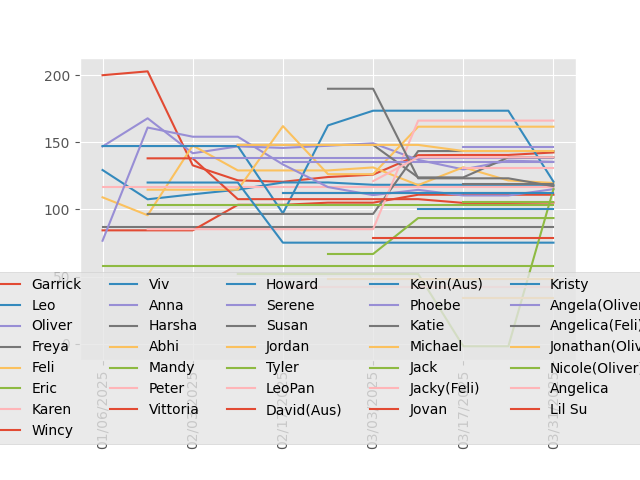 200
150
100
50
0
Garrick Viv Howard Kevin(Aus) Kristy
Leo Anna Serene Phoebe Angela(Oliver
Oliver Harsha Susan Katie Angelica(Feli)
Freya Abhi Jordan Michael Jonathan(Oliv
Feli Mandy Tyler Jack Nicole(Oliver)
Eric Peter LeoPan Jacky(Feli) Angelica
Karen Vittoria David(Aus) Jovan Lil Su
Wincy
01/06/2025 02/03/2025 03/03/2025 03/17/2025